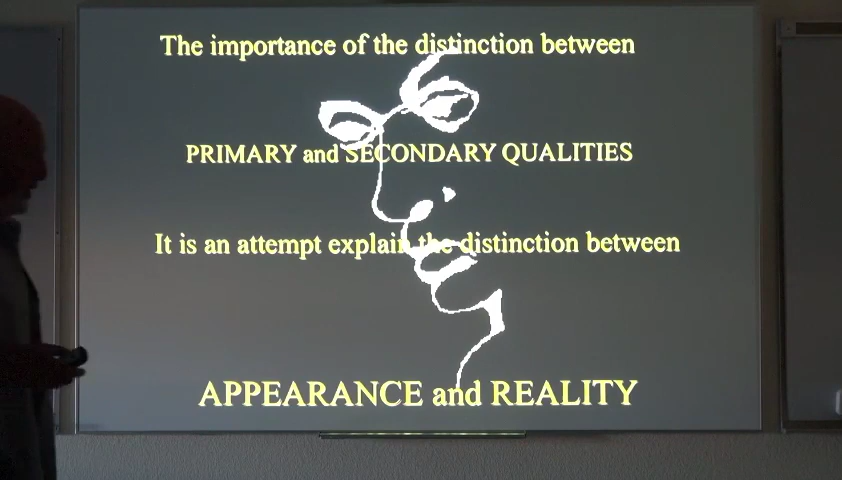 The importance of the distinction between
PRIMARY and SECONDARY QUALITIES
It is an attempt explain the distinction between
APPEARANCE and REALITY